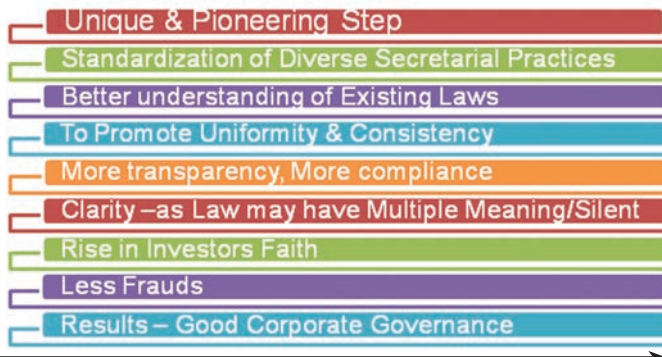 Unique & Pioneering Step
Standardization of Diverse Secretarial Practices
Better understanding of Existing Laws
To Promote Uniformity & Consistency
More transparency, More compliance
Clarity –as Law may have Multiple Meaning/Silent
Rise in Investors Faith
Less Frauds
Results – Good Corporate Governance